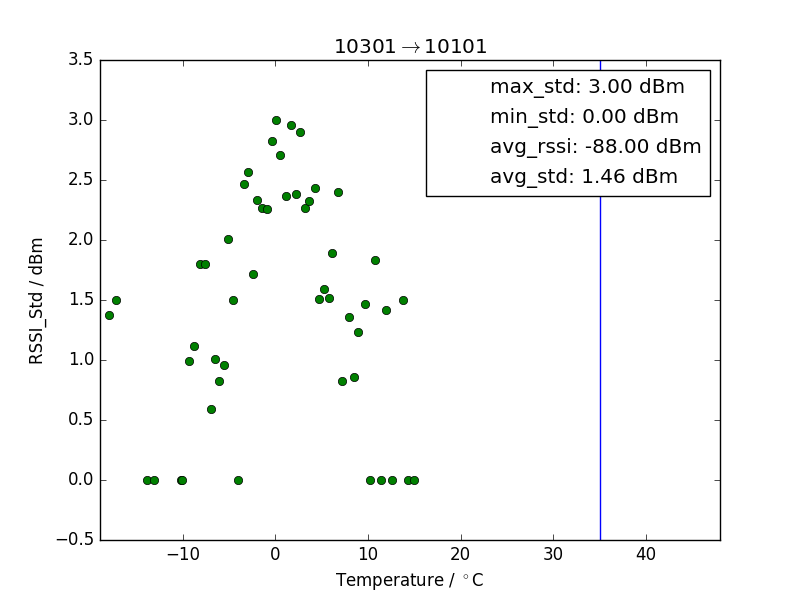 10301→10101
max_std: 3.00 dBm
min_std: 0.00 dBm
avg_rssi: -88.00 dBm
avg_std: 1.46 dBm
3.5
3.0
2.5
2.0
1.5
1.0
0.5
0.0
−0.5
RSSI_Std / dBm
−10 0 10 20 30 40
Temperature / °C